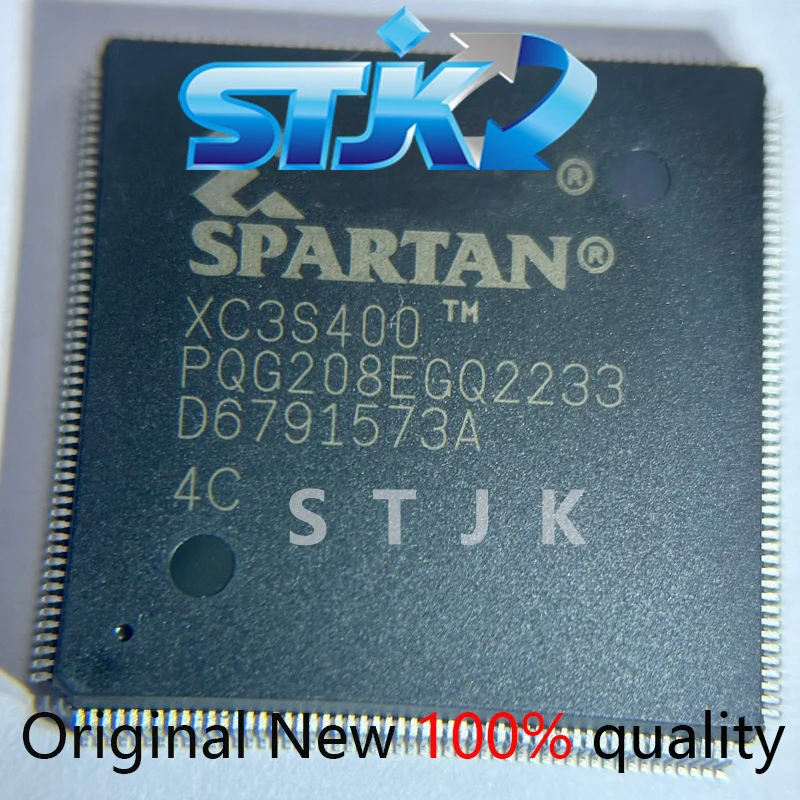 STJK
®
SPARTAN®
XC3S400™
PQG208EGQ2233
D6791573A
4C
STJK
Original New 100% quality